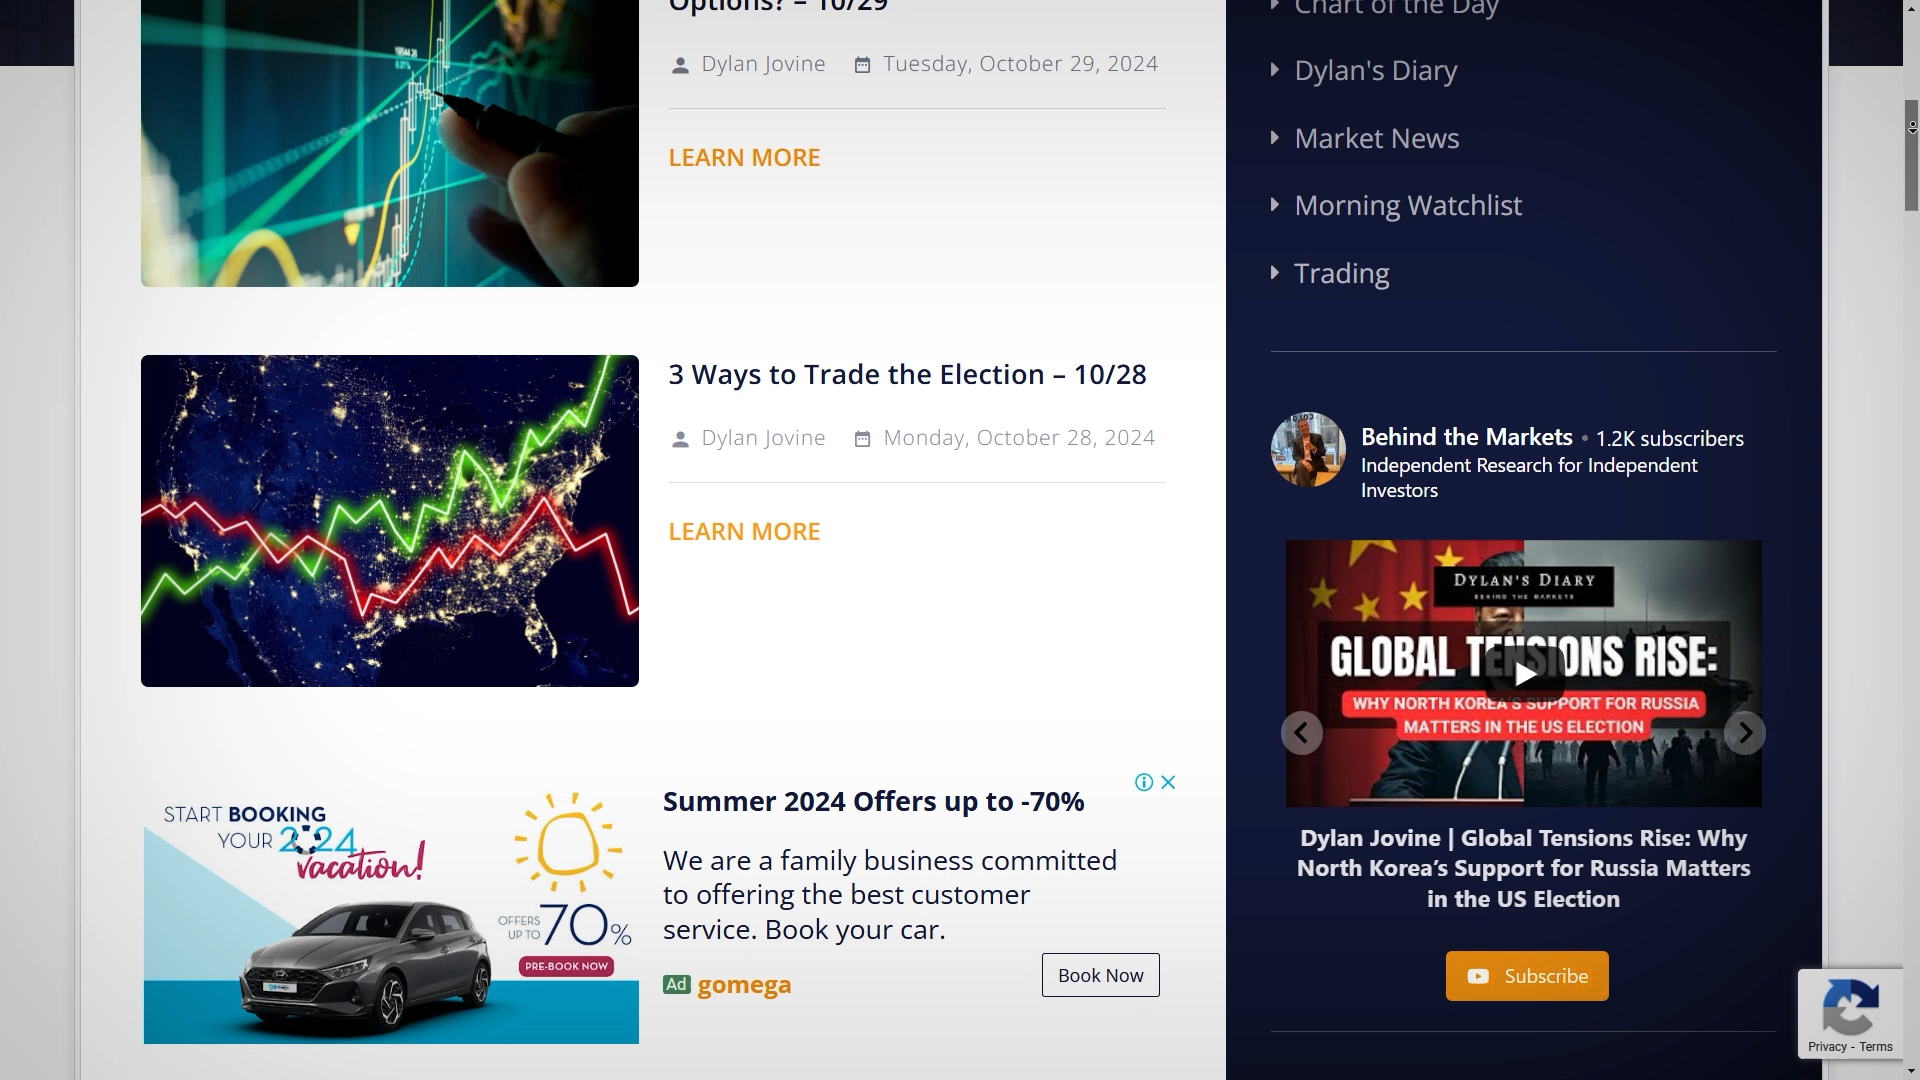 Options? – 10/29
Dylan Jovine Tuesday, October 29, 2024
LEARN MORE
3 Ways to Trade the Election – 10/28
Dylan Jovine Monday, October 28, 2024
LEARN MORE
START BOOKING
YOUR 2024
vacation!
OFFERS
UP TO 70%
PRE-BOOK NOW
Summer 2024 Offers up to -70%
We are a family business committed
to offering the best customer
service. Book your car.
Ad gomega
Book Now
Chart of the Day
Dylan's Diary
Market News
Morning Watchlist
Trading
Behind the Markets • 1.2K subscribers
Independent Research for Independent
Investors
DYLAN'S DIARY
BEHIND THE MARKETS
GLOBAL TENSIONS RISE:
WHY NORTH KOREA'S SUPPORT FOR RUSSIA
MATTERS IN THE US ELECTION
Dylan Jovine | Global Tensions Rise: Why
North Korea’s Support for Russia Matters
in the US Election
Subscribe
Privacy - Terms